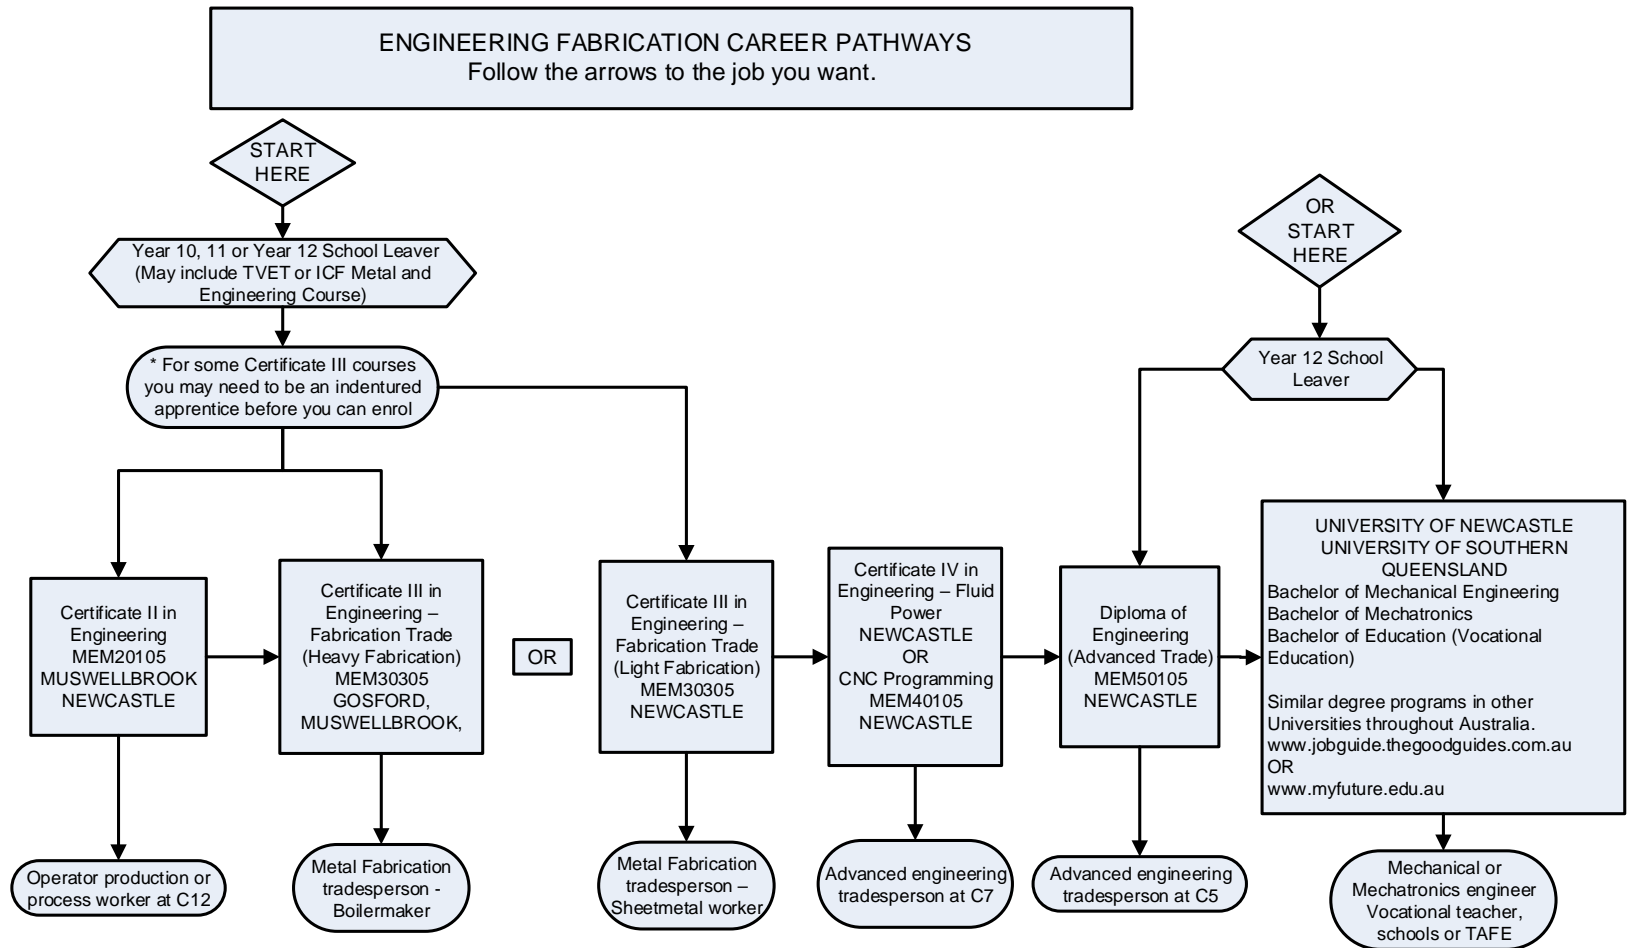 ENGINEERING FABRICATION CAREER PATHWAYS
Follow the arrows to the job you want.
START
HERE
Year 10, 11 or Year 12 School Leaver
(May include TVET or ICF Metal and
Engineering Course)
* For some Certificate III courses
you may need to be an indentured
apprentice before you can enrol
OR
START
HERE
Year 12 School
Leaver
Certificate II in
Engineering
MEM20105
MUSWELLBROOK
NEWCASTLE
Certificate III in
Engineering –
Fabrication Trade
(Heavy Fabrication)
MEM30305
GOSFORD,
MUSWELLBROOK,
OR
Certificate III in
Engineering –
Fabrication Trade
(Light Fabrication)
MEM30305
NEWCASTLE
Certificate IV in
Engineering – Fluid
Power
NEWCASTLE
OR
CNC Programming
MEM40105
NEWCASTLE
Diploma of
Engineering
(Advanced Trade)
MEM50105
NEWCASTLE
UNIVERSITY OF NEWCASTLE
UNIVERSITY OF SOUTHERN
QUEENSLAND
Bachelor of Mechanical Engineering
Bachelor of Mechatronics
Bachelor of Education (Vocational
Education)
Similar degree programs in other
Universities throughout Australia.
www.jobguide.thegoodguides.com.au
OR
www.myfuture.edu.au
Operator production or
process worker at C12
Metal Fabrication
tradesperson -
Boilermaker
Metal Fabrication
tradesperson –
Sheetmetal worker
Advanced engineering
tradesperson at C7
Advanced engineering
tradesperson at C5
Mechanical or
Mechatronics engineer
Vocational teacher,
schools or TAFE